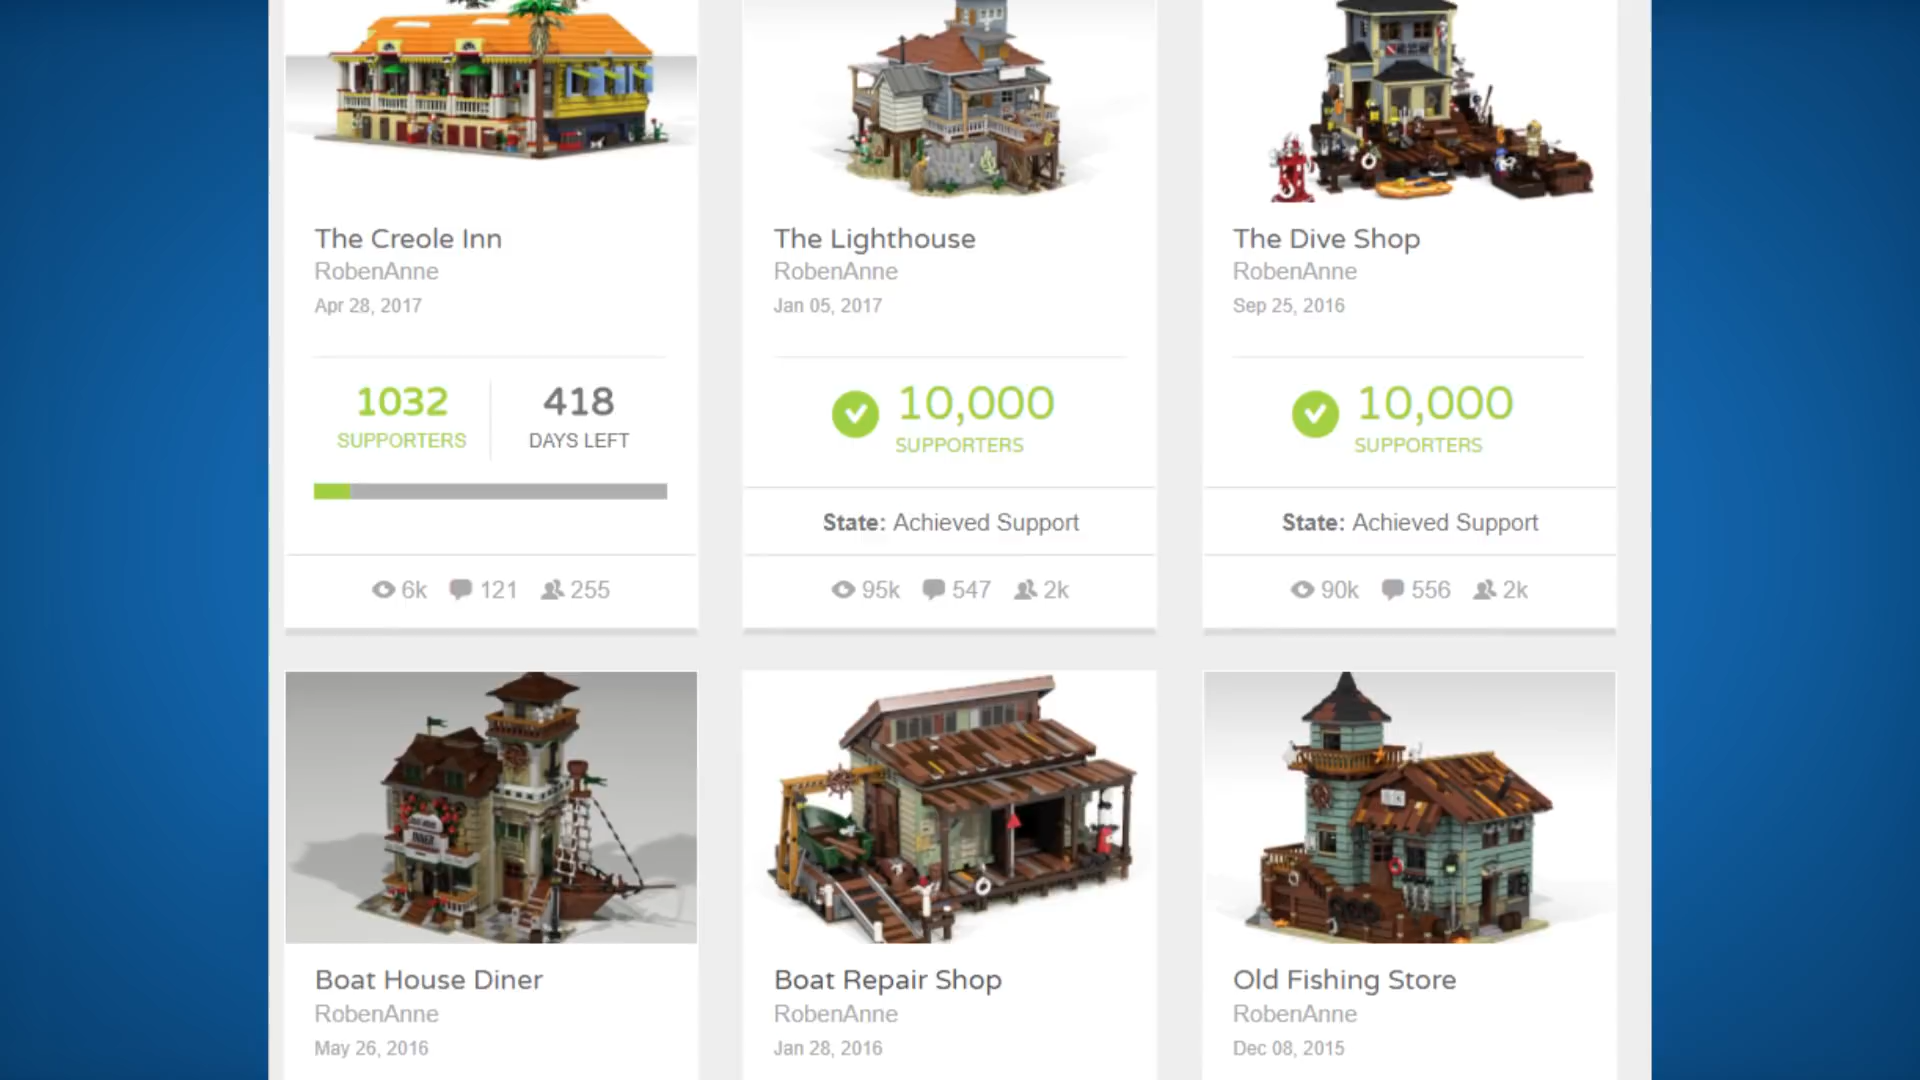 The Creole Inn
RobenAnne
Apr 28, 2017
1032
SUPPORTERS
418
DAYS LEFT
6k 121 255
The Lighthouse
RobenAnne
Jan 05, 2017
10,000
SUPPORTERS
State: Achieved Support
95k 547 2k
The Dive Shop
RobenAnne
Sep 25, 2016
10,000
SUPPORTERS
State: Achieved Support
90k 556 2k
Boat House Diner
RobenAnne
May 26, 2016
Boat Repair Shop
RobenAnne
Jan 28, 2016
Old Fishing Store
RobenAnne
Dec 08, 2015